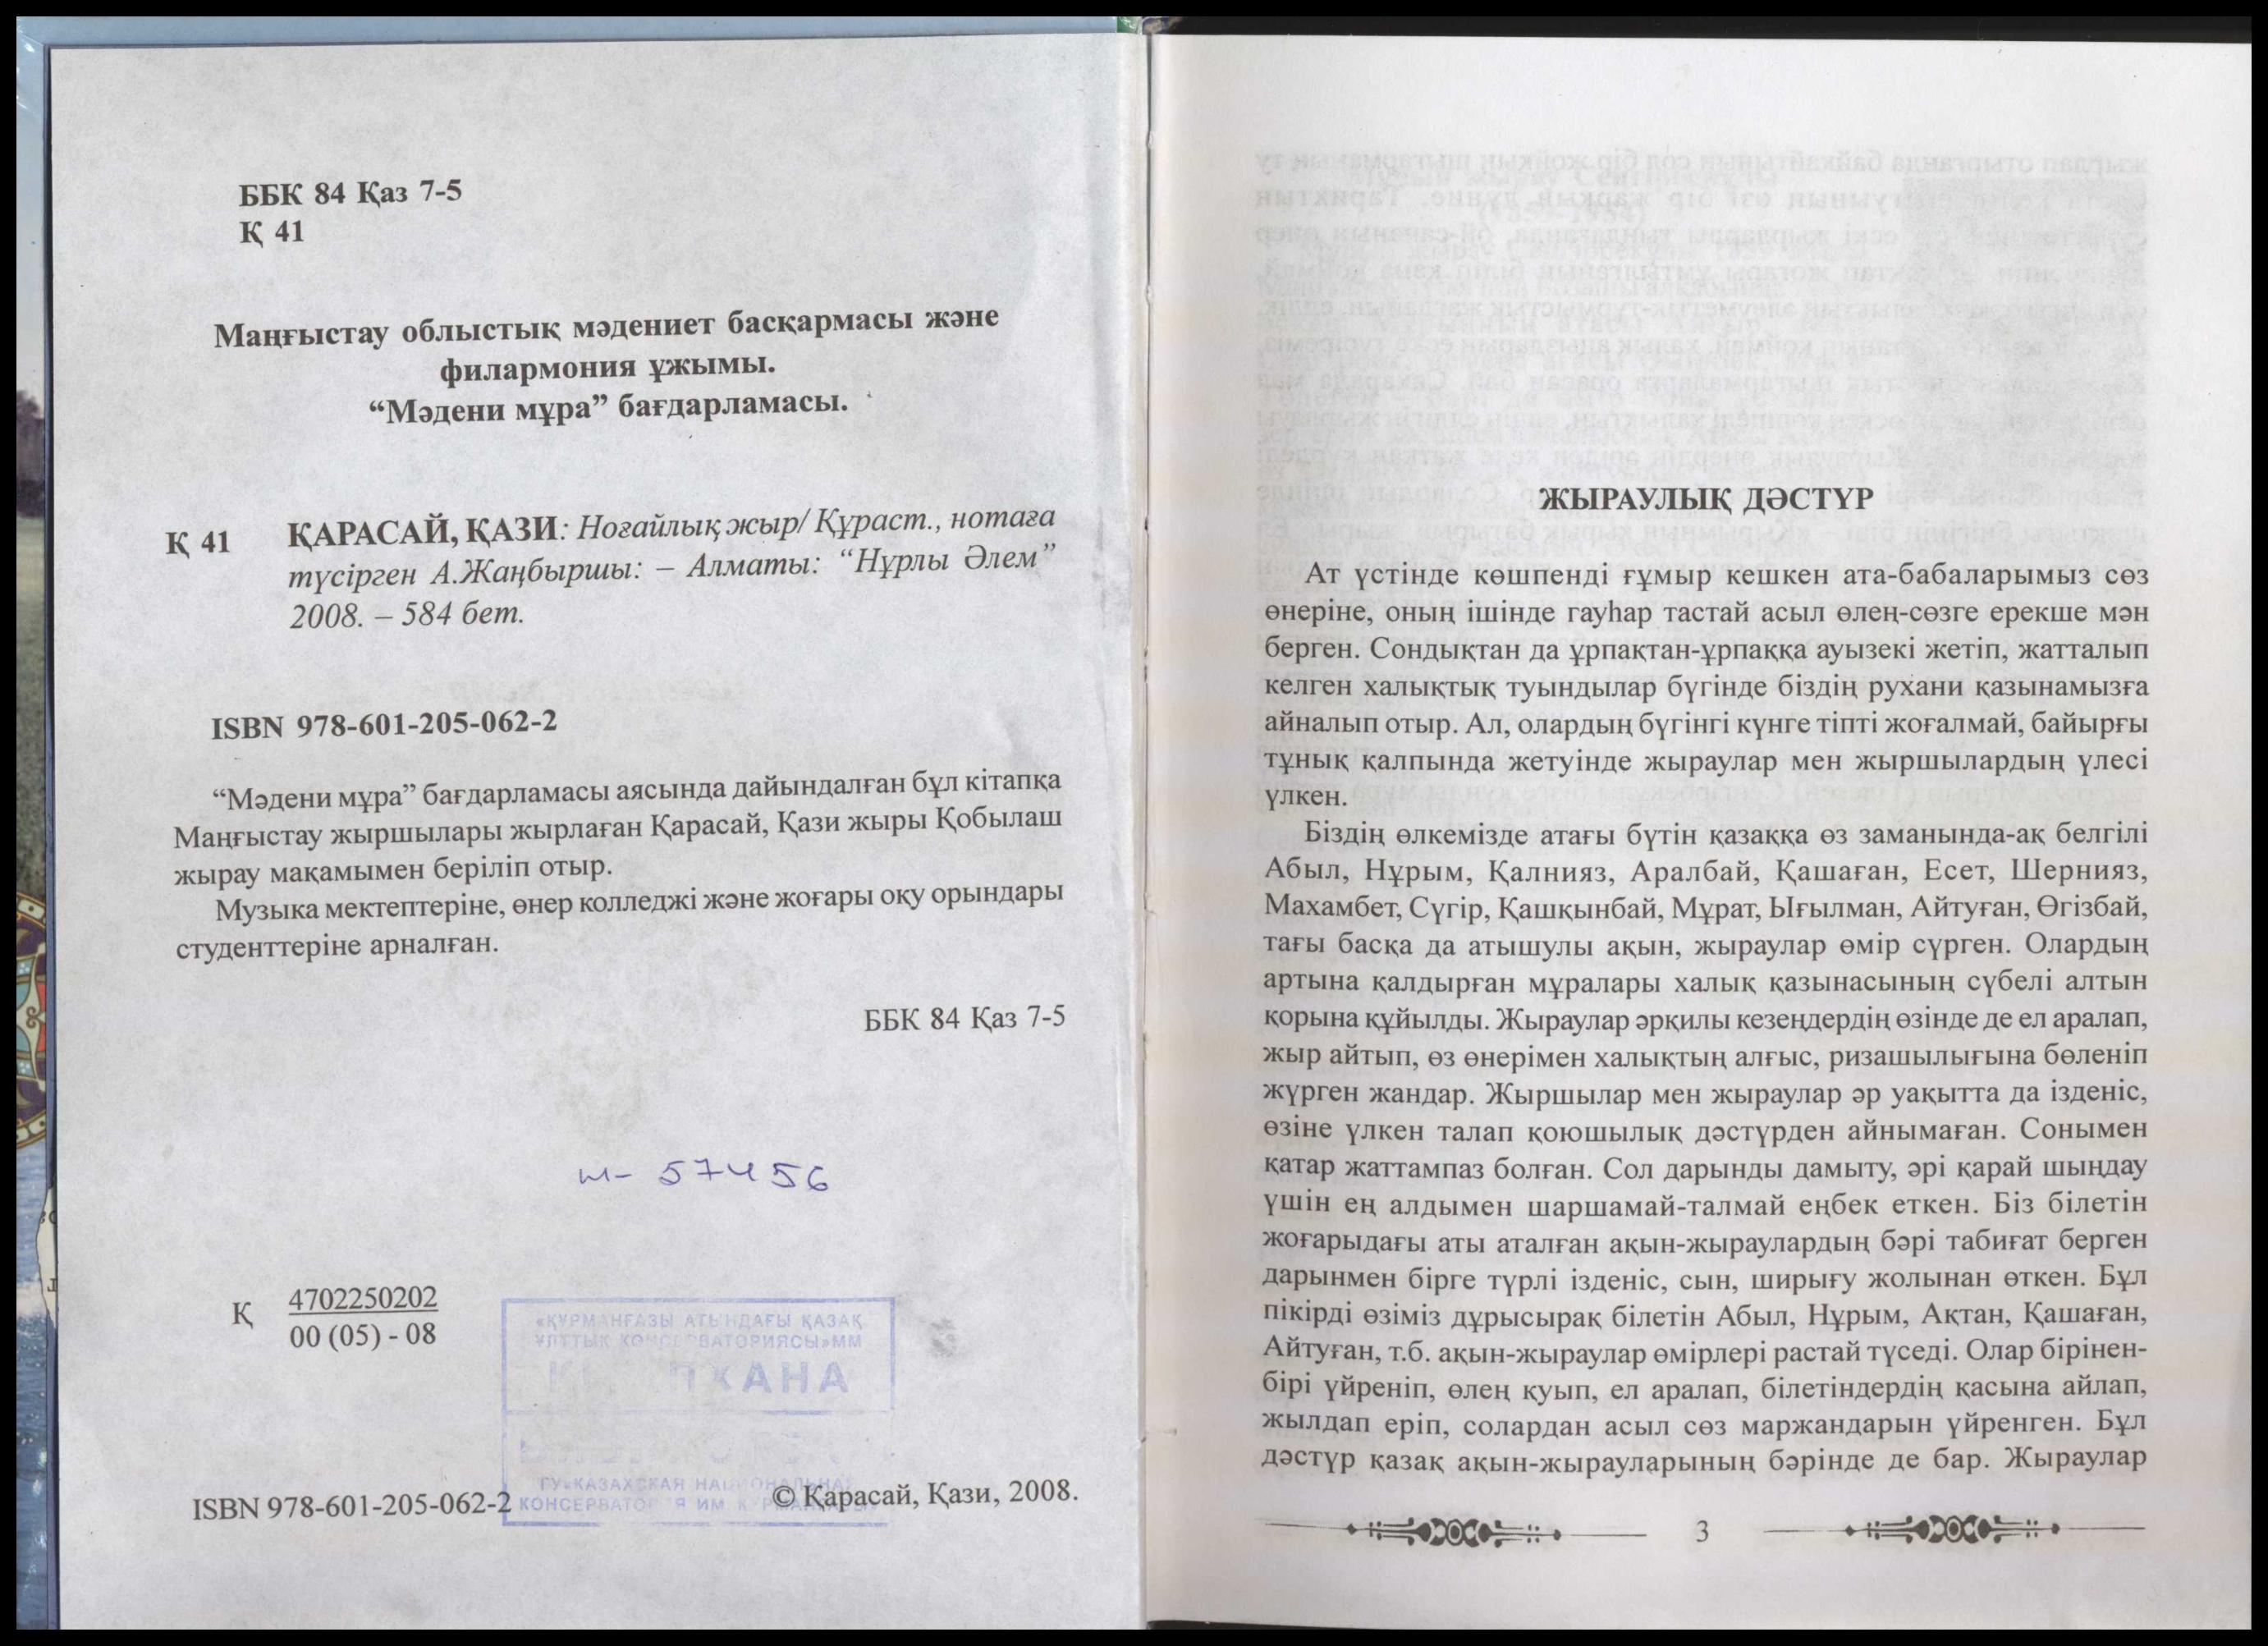 ББК 84 Қаз 7-5
Қ 41
Маңғыстау облыстық мәдениет басқармасы және
филармония ұжымы.
“Мәдени мұра” бағдарламасы.
Қ 41 ҚАРАСАЙ, ҚАЗИ: Ноғайлық жыр/ Құраст., нотаға
түсірген А.Жаңбыршы: – Алматы: “Нұрлы Әлем”
2008. – 584 бет.
ISBN 978-601-205-062-2
“Мәдени мұра” бағдарламасы аясында дайындалған бұл кітапқа
Маңғыстау жыршылары жырлаған Қарасай, Қази жыры Қобылаш
жырау мақамымен беріліп отыр.
Музыка мектептеріне, өнер колледжі және жоғары оқу орындары
студенттеріне арналған.
ББК 84 Қаз 7-5
и- 57456
Қ 4702250202
00 (05) - 08
«ҚҰРМАНҒАЗЫ АТЫНДАҒЫ ҚАЗАҚ
ҰЛТТЫҚ КОНСЕРВАТОРИЯСЫ»ММ
ГУ«КАЗАХСКАЯ НАЦИОНАЛЬНАЯ
КОНСЕРВАТОРИЯ ИМ. КУРМАНГАЗЫ»
ISBN 978-601-205-062-2
© Қарасай, Қази, 2008.
ЖЫРАУЛЫҚ ДӘСТҮР
Ат үстінде көшпенді ғұмыр кешкен ата-бабаларымыз сөз
өнеріне, оның ішінде гауһар тастай асыл өлең-сөзге ерекше мән
берген. Сондықтан да ұрпақтан-ұрпаққа ауызекі жетіп, жатталып
келген халықтық туындылар бүгінде біздің рухани қазынамызға
айналып отыр. Ал, олардың бүгінгі күнге тіпті жоғалмай, байырғы
тұнық қалпында жетуінде жыраулар мен жыршылардың үлесі
үлкен.
Біздің өлкемізде атағы бүтін қазаққа өз заманында-ақ белгілі
Абыл, Нұрым, Қалнияз, Аралбай, Қашаған, Есет, Шернияз,
Махамбет, Сүгір, Қашқынбай, Мұрат, Ығылман, Айтуған, Өгізбай,
тағы басқа да атышулы ақын, жыраулар өмір сүрген. Олардың
артына қалдырған мұралары халық қазынасының сүбелі алтын
қорына құйылды. Жыраулар әрқилы кезеңдердің өзінде де ел аралап,
жыр айтып, өз өнерімен халықтың алғыс, ризашылығына бөленіп
жүрген жандар. Жыршылар мен жыраулар әр уақытта да ізденіс,
өзіне үлкен талап қоюшылық дәстүрден айнымаған. Сонымен
қатар жаттампаз болған. Сол дарынды дамыту, әрі қарай шыңдау
үшін ең алдымен шаршамай-талмай еңбек еткен. Біз білетін
жоғарыдағы аты аталған ақын-жыраулардың бәрі табиғат берген
дарынмен бірге түрлі ізденіс, сын, ширығу жолынан өткен. Бұл
пікірді өзіміз дұрысырақ білетін Абыл, Нұрым, Ақтан, Қашаған,
Айтуған, т.б. ақын-жыраулар өмірлері растай түседі. Олар бірінен-
бірі үйреніп, өлең қуып, ел аралап, білетіндердің қасына айлап,
жылдап еріп, солардан асыл сөз маржандарын үйренген. Бұл
дәстүр қазақ ақын-жырауларының бәрінде де бар. Жыраулар
3